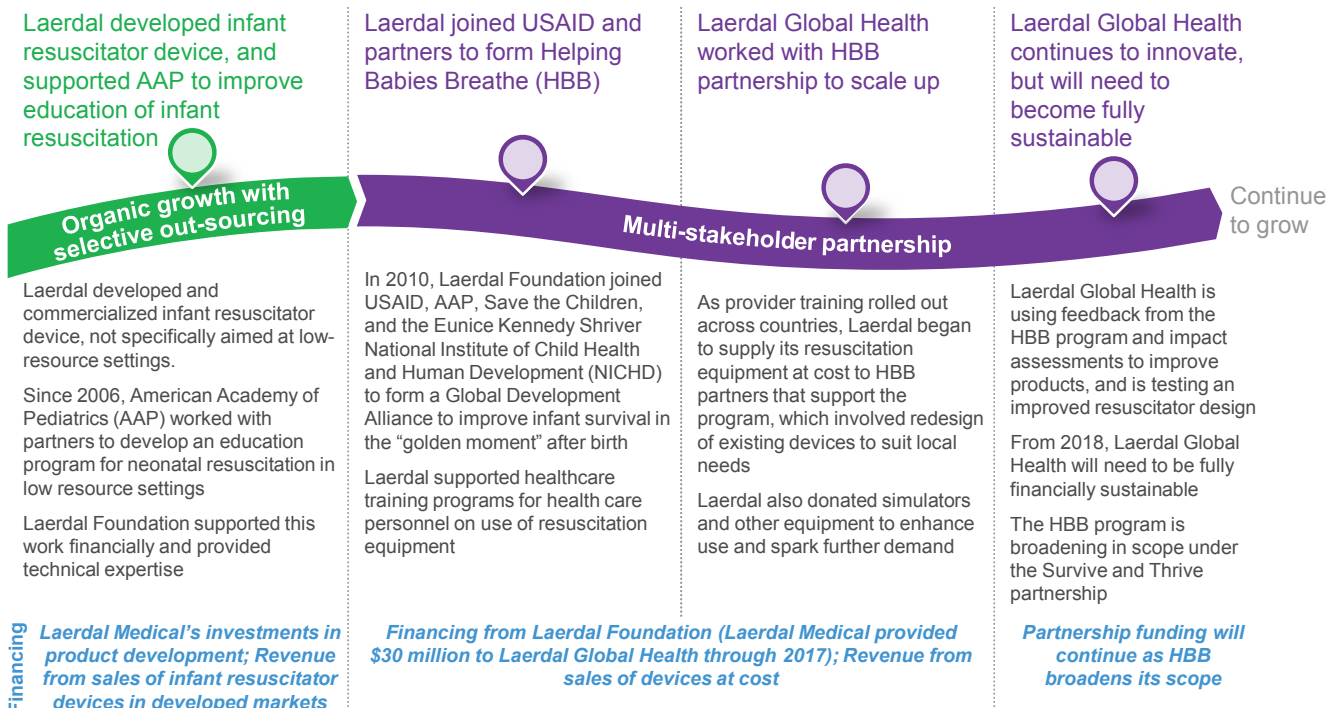 Laerdal developed infant
resuscitator device, and
supported AAP to improve
education of infant
resuscitation
Laerdal joined USAID and
partners to form Helping
Babies Breathe (HBB)
Laerdal Global Health
worked with HBB
partnership to scale up
Laerdal Global Health
continues to innovate,
but will need to
become fully
sustainable
Organic growth with
selective out-sourcing
Multi-stakeholder partnership
Continue
to grow
Laerdal developed and
commercialized infant resuscitator
device, not specifically aimed at low-
resource settings.
Since 2006, American Academy of
Pediatrics (AAP) worked with
partners to develop an education
program for neonatal resuscitation in
low resource settings
Laerdal Foundation supported this
work financially and provided
technical expertise
In 2010, Laerdal Foundation joined
USAID, AAP, Save the Children,
and the Eunice Kennedy Shriver
National Institute of Child Health
and Human Development (NICHD)
to form a Global Development
Alliance to improve infant survival in
the “golden moment” after birth
Laerdal supported healthcare
training programs for health care
personnel on use of resuscitation
equipment
As provider training rolled out
across countries, Laerdal began
to supply its resuscitation
equipment at cost to HBB
partners that support the
program, which involved redesign
of existing devices to suit local
needs
Laerdal also donated simulators
and other equipment to enhance
use and spark further demand
Laerdal Global Health is
using feedback from the
HBB program and impact
assessments to improve
products, and is testing an
improved resuscitator design
From 2018, Laerdal Global
Health will need to be fully
financially sustainable
The HBB program is
broadening in scope under
the Survive and Thrive
partnership
Financing
Laerdal Medical’s investments in
product development; Revenue
from sales of infant resuscitator
devices in developed markets
Financing from Laerdal Foundation (Laerdal Medical provided
$30 million to Laerdal Global Health through 2017); Revenue from
sales of devices at cost
Partnership funding will
continue as HBB
broadens its scope